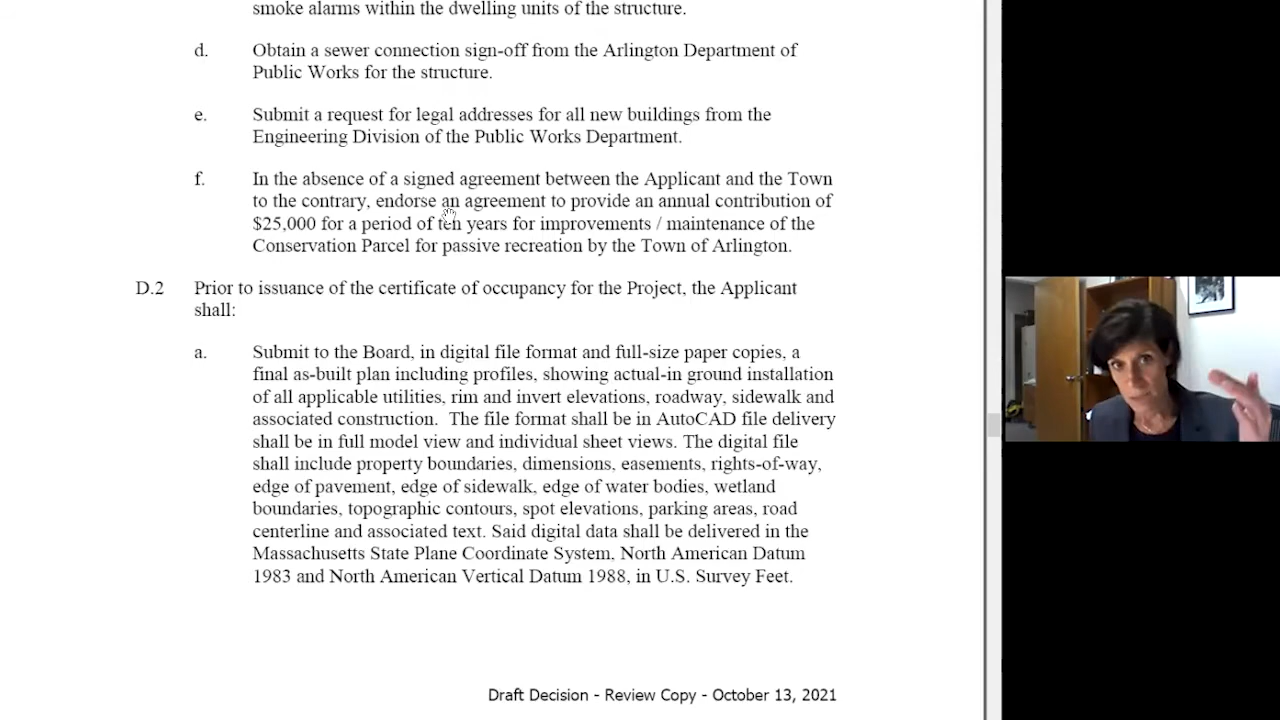 smoke alarms within the dwelling units of the structure.
d. Obtain a sewer connection sign-off from the Arlington Department of
Public Works for the structure.
e. Submit a request for legal addresses for all new buildings from the
Engineering Division of the Public Works Department.
f. In the absence of a signed agreement between the Applicant and the Town
to the contrary, endorse an agreement to provide an annual contribution of
$25,000 for a period of ten years for improvements / maintenance of the
Conservation Parcel for passive recreation by the Town of Arlington.
D.2 Prior to issuance of the certificate of occupancy for the Project, the Applicant
shall:
a. Submit to the Board, in digital file format and full-size paper copies, a
final as-built plan including profiles, showing actual-in ground installation
of all applicable utilities, rim and invert elevations, roadway, sidewalk and
associated construction.  The file format shall be in AutoCAD file delivery
shall be in full model view and individual sheet views. The digital file
shall include property boundaries, dimensions, easements, rights-of-way,
edge of pavement, edge of sidewalk, edge of water bodies, wetland
boundaries, topographic contours, spot elevations, parking areas, road
centerline and associated text. Said digital data shall be delivered in the
Massachusetts State Plane Coordinate System, North American Datum
1983 and North American Vertical Datum 1988, in U.S. Survey Feet.
Draft Decision - Review Copy - October 13, 2021